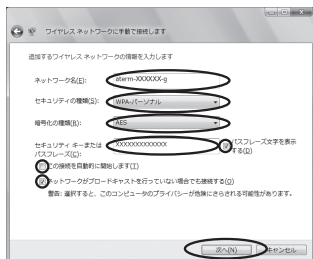 ワイヤレス ネットワークに手動で接続します
追加するワイヤレス ネットワークの情報を入力します
ネットワーク名(E): aterm-XXXXXX-g
セキュリティの種類(S): WPA-パーソナル
暗号化の種類(R): AES
セキュリティ キーまたは パスフレーズ(C): XXXXXXXXXXXXX パスフレーズ文字を表示する(D)
この接続を自動的に開始します(T)
ネットワークがブロードキャストを行っていない場合でも接続する(O)
警告: 選択すると、このコンピュータのプライバシーが危険にさらされる可能性があります。
次へ(N) キャンセル